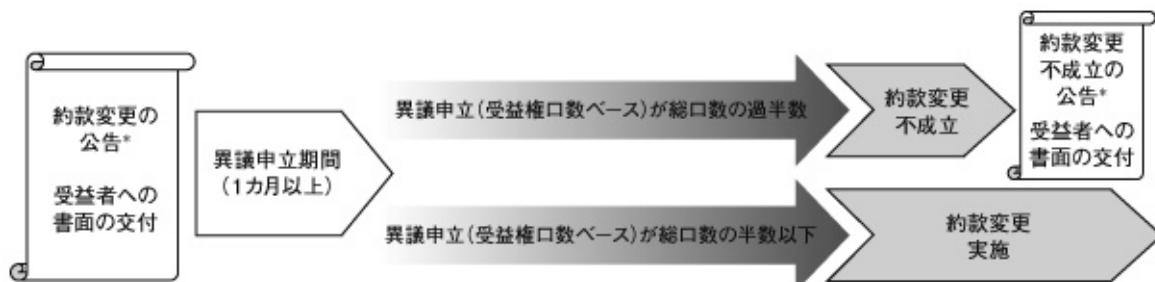 約款変更の
公告*
受益者への
書面の交付
異議申立期間
(1カ月以上)
異議申立(受益権口数ベース)が総口数の過半数
約款変更
不成立
約款変更
不成立の
公告*
受益者への
書面の交付
異議申立(受益権口数ベース)が総口数の半数以下
約款変更
実施